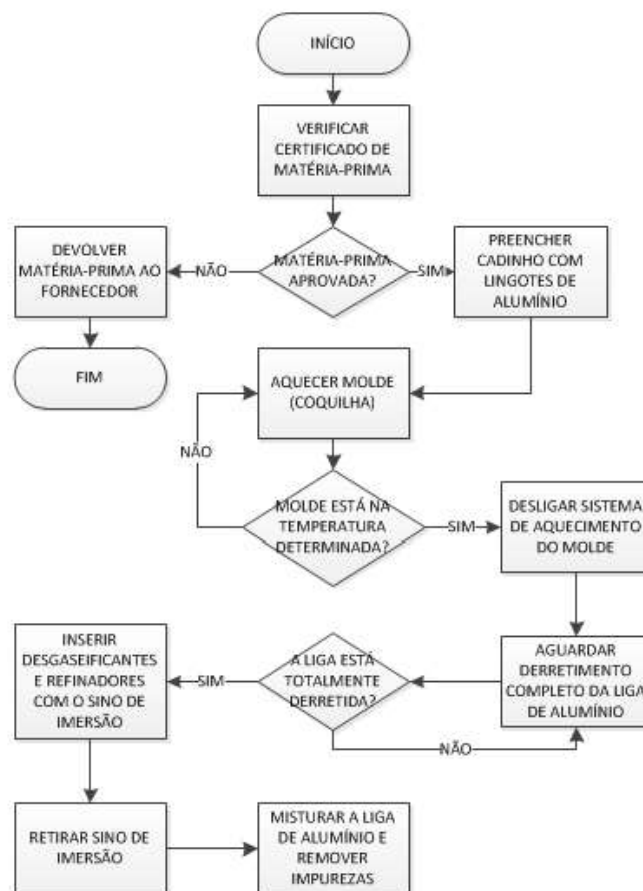 INÍCIO
VERIFICAR
CERTIFICADO DE
MATÉRIA-PRIMA
DEVOLVER
MATÉRIA-PRIMA AO
FORNECEDOR
NÃO
MATÉRIA-PRIMA
APROVADA?
SIM
PREENCHER
CADINHO COM
LINGOTES DE
ALUMÍNIO
FIM
AQUECER MOLDE
(COQUILHA)
NÃO
MOLDE ESTÁ NA
TEMPERATURA
DETERMINADA?
SIM
DESLIGAR SISTEMA
DE AQUECIMENTO
DO MOLDE
INSERIR
DESGASEIFICANTES
E REFINADORES
COM O SINO DE
IMERSÃO
SIM
A LIGA ESTÁ
TOTALMENTE
DERRETIDA?
AGUARDAR
DERRETIMENTO
COMPLETO DA LIGA
DE ALUMÍNIO
NÃO
RETIRAR SINO DE
IMERSÃO
MISTURAR A LIGA
DE ALUMÍNIO E
REMOVER
IMPUREZAS